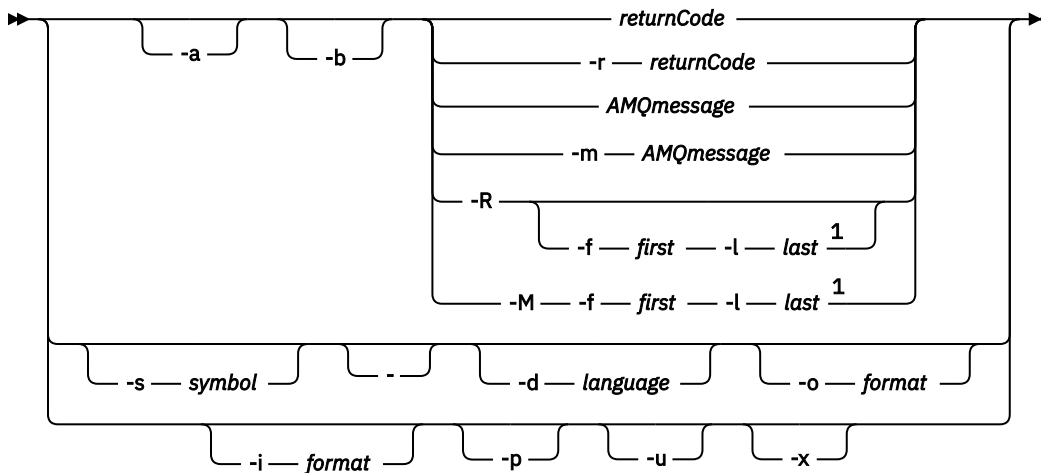 returnCode
-a -b
-r returnCode
AMQmessage
-m AMQmessage
-R
-f first -l last 1
-M -f first -l last 1
-s symbol - -d language -o format
-i format -p -u -x